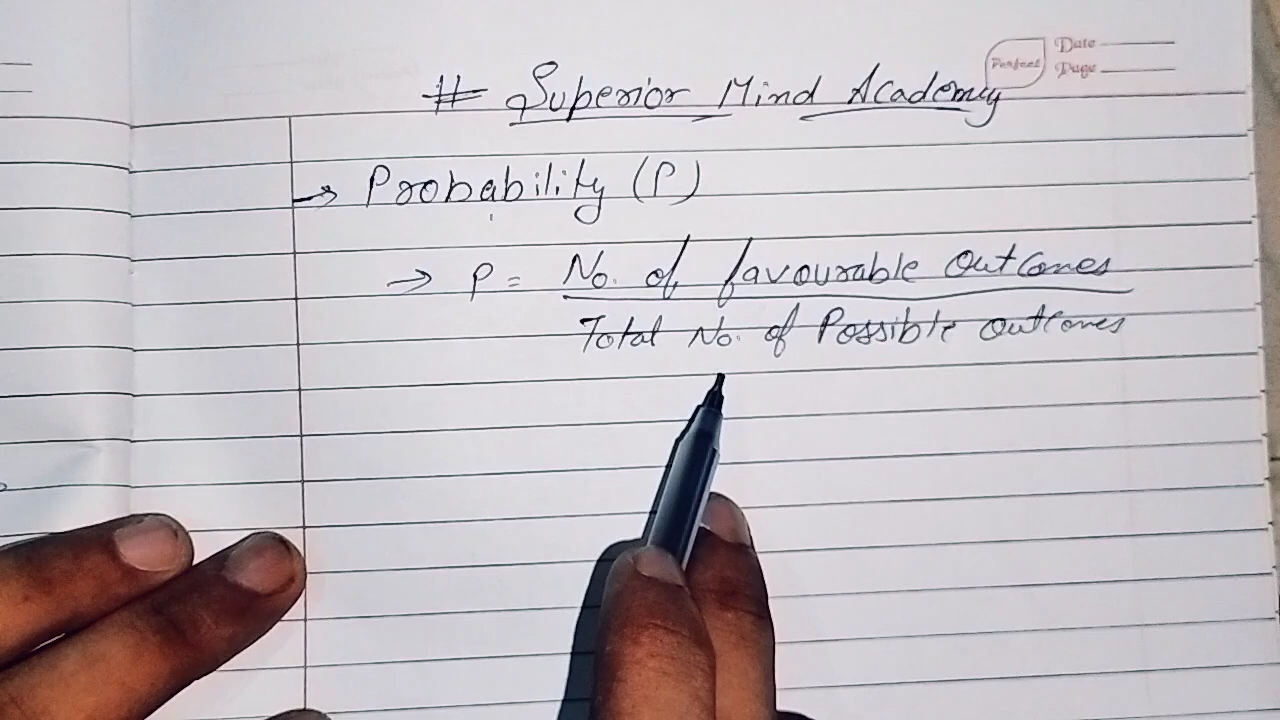 Perfect Date
Page
# Superior Mind Academy
→ Probability (P)
→ P = No. of favourable Outcomes
Total No. of Possible outcomes